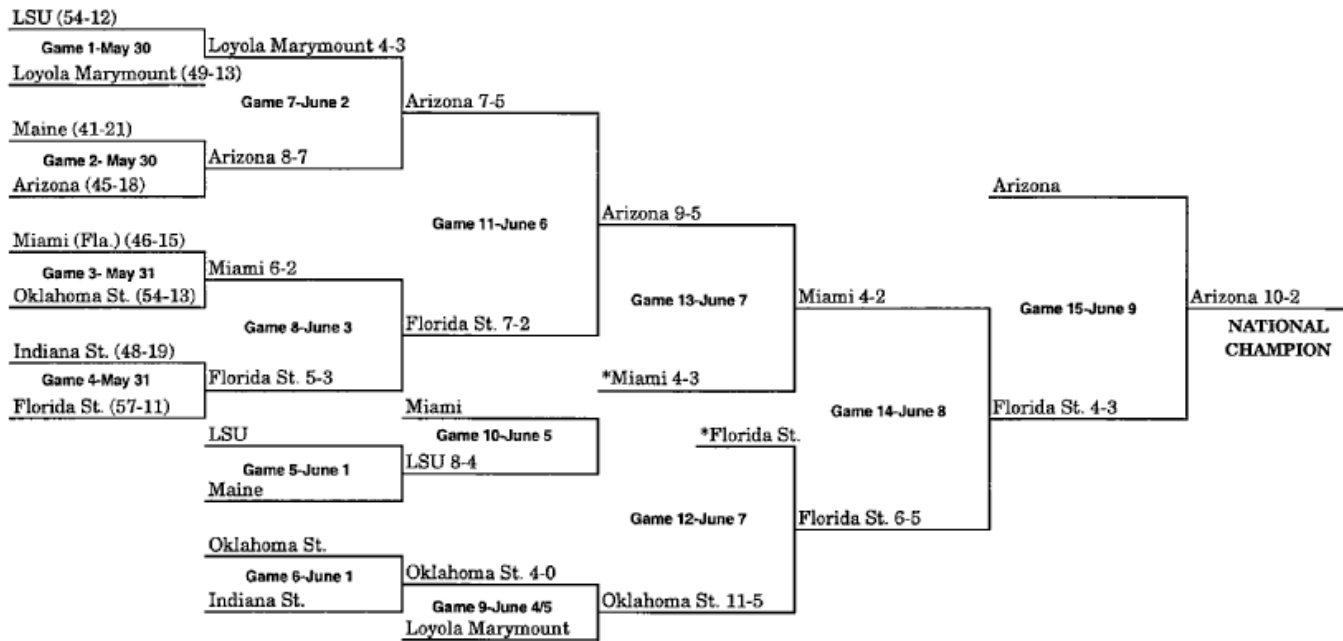 LSU (54-12)
Game 1-May 30
Loyola Marymount 4-3
Loyola Marymount (49-13)
Game 7-June 2
Arizona 7-5
Maine (41-21)
Game 2- May 30
Arizona 8-7
Arizona (45-18)
Arizona
Game 11-June 6
Arizona 9-5
Miami (Fla.) (46-15)
Game 3- May 31
Miami 6-2
Oklahoma St. (54-13)
Game 13-June 7
Miami 4-2
Game 15-June 9
Arizona 10-2
NATIONAL
CHAMPION
Game 8-June 3
Florida St. 7-2
Indiana St. (48-19)
Game 4-May 31
Florida St. 5-3
*Miami 4-3
Florida St. (57-11)
Miami
Game 14-June 8
Florida St. 4-3
LSU
Game 10-June 5
*Florida St.
Game 5-June 1
LSU 8-4
Maine
Game 12-June 7
Florida St. 6-5
Oklahoma St.
Game 6-June 1
Oklahoma St. 4-0
Indiana St.
Game 9-June 4/5
Oklahoma St. 11-5
Loyola Marymount